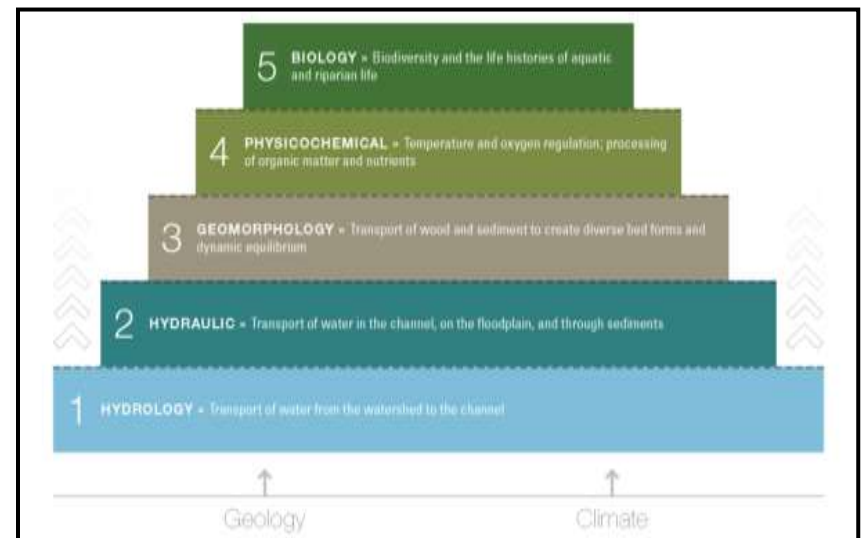 5 BIOLOGY » Biodiversity and the life histories of aquatic
and riparian life
4 PHYSICOCHEMICAL » Temperature and oxygen regulation; processing
of organic matter and nutrients
3 GEOMORPHOLOGY » Transport of wood and sediment to create diverse bed forms and
dynamic equilibrium
2 HYDRAULIC » Transport of water in the channel, on the floodplain, and through sediments
1 HYDROLOGY » Transport of water from the watershed to the channel
Geology Climate